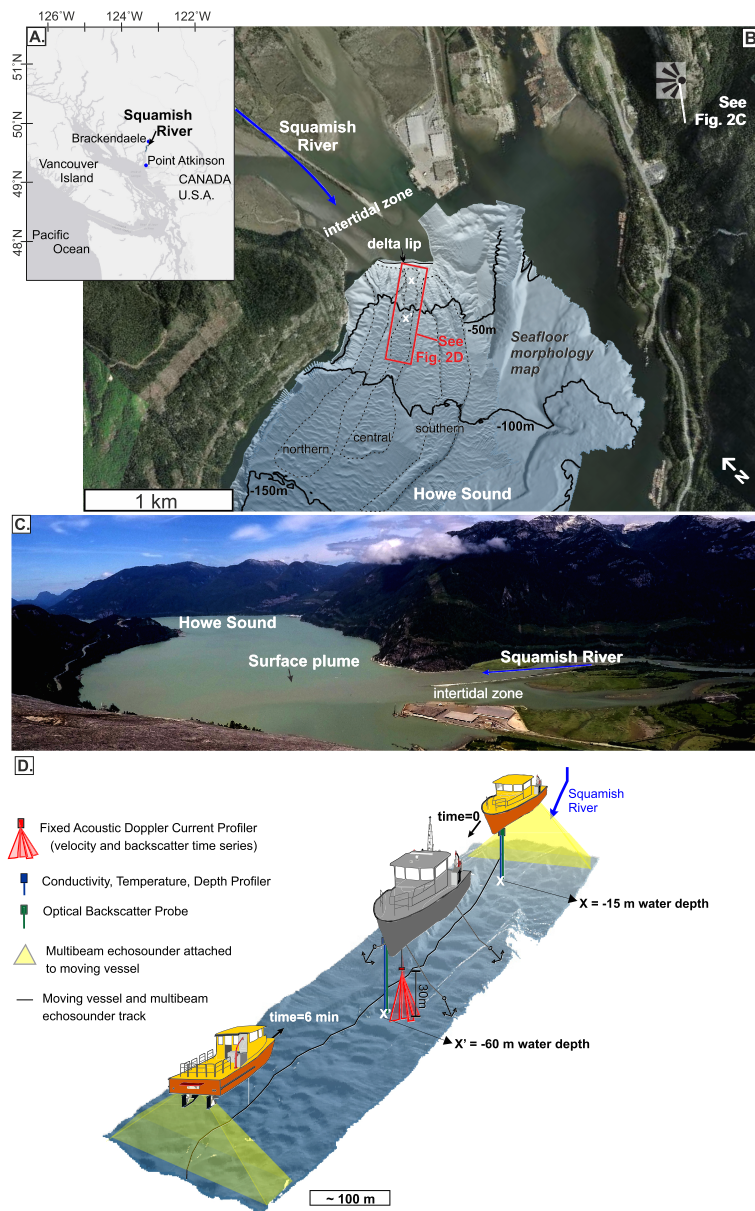 126°W 124°W 122°W
A.
51°N
50°N
49°N
48°N
Squamish
River
Brackendaele
Point Atkinson
Vancouver
Island
CANADA
U.S.A.
Pacific
Ocean
B.
See
Fig. 2C
Squamish
River
intertidal zone
delta lip
x
x
-50m
See
Fig. 2D
Seafloor
morphology
map
-100m
northern
central
southern
-150m
Howe Sound
1 km
N
C.
Howe Sound
Surface plume
Squamish River
intertidal zone
D.
Squamish
River
time=0
Fixed Acoustic Doppler Current Profiler
(velocity and backscatter time series)
Conductivity, Temperature, Depth Profiler
Optical Backscatter Probe
Multibeam echosounder attached
to moving vessel
Moving vessel and multibeam
echosounder track
X
X = -15 m water depth
30m
X'
X’ = -60 m water depth
time=6 min
~ 100 m